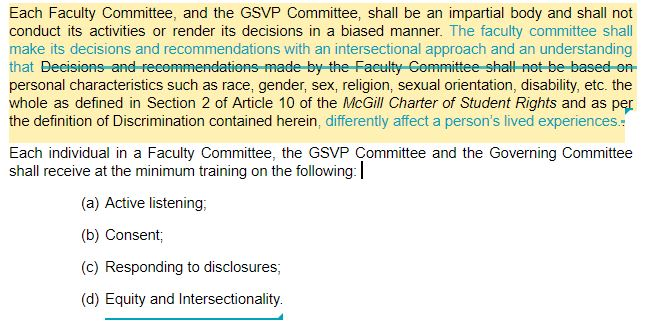 Each Faculty Committee, and the GSVP Committee, shall be an impartial body and shall not
conduct its activities or render its decisions in a biased manner. The faculty committee shall
make its decisions and recommendations with an intersectional approach and an understanding
that Decisions and recommendations made by the Faculty Committee shall not be based on
personal characteristics such as race, gender, sex, religion, sexual orientation, disability, etc. the
whole as defined in Section 2 of Article 10 of the McGill Charter of Student Rights and as per
the definition of Discrimination contained herein, differently affect a person's lived experiences..
Each individual in a Faculty Committee, the GSVP Committee and the Governing Committee
shall receive at the minimum training on the following:
(a) Active listening;
(b) Consent;
(c) Responding to disclosures;
(d) Equity and Intersectionality.